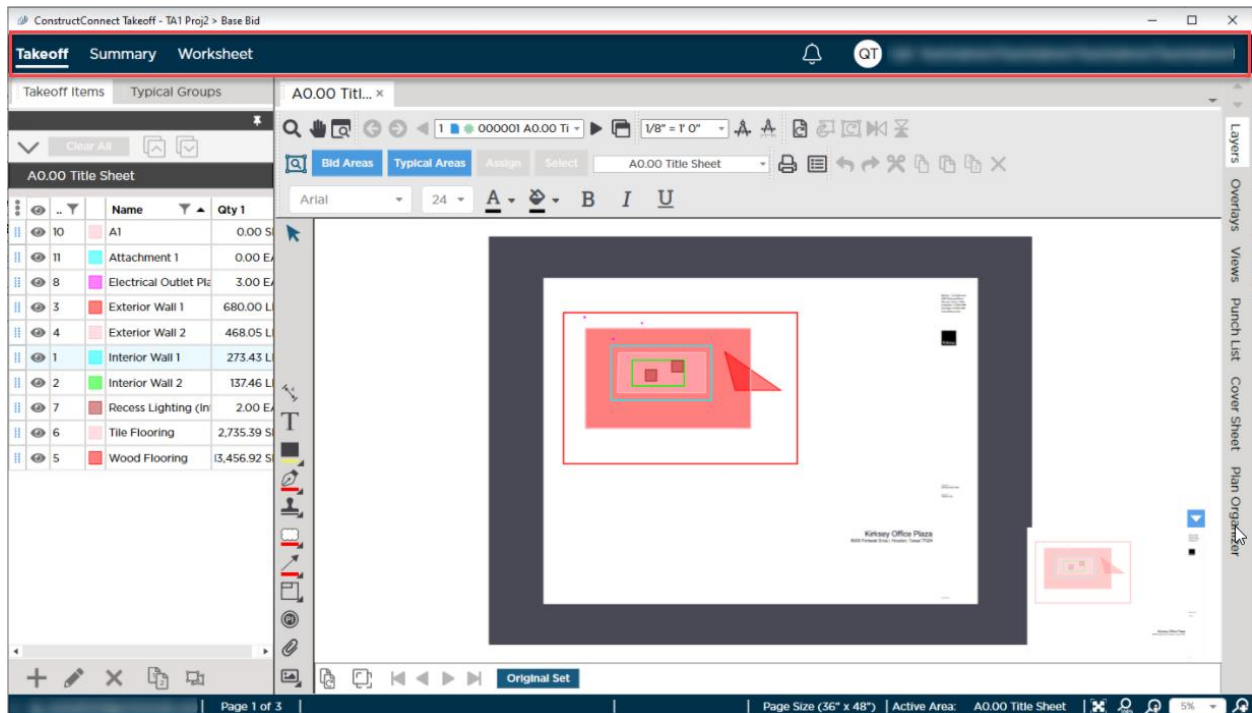 ConstructConnect Takeoff - TA1 Proj2 > Base Bid
Takeoff Summary Worksheet QT
Takeoff Items Typical Groups
Clear All
A0.00 Title Sheet
.. Name Qty 1
10 A1 0.00 S
11 Attachment 1 0.00 E
8 Electrical Outlet Pla 3.00 E
3 Exterior Wall 1 680.00 L
4 Exterior Wall 2 468.05 L
1 Interior Wall 1 273.43 L
2 Interior Wall 2 137.46 L
7 Recess Lighting (In 2.00 E
6 Tile Flooring 2,735.39 S
5 Wood Flooring 13,456.92 S
A0.00 Titl... ×
1 000001 A0.00 Ti 1/8" = 1' 0"
Bid Areas Typical Areas Assign Select A0.00 Title Sheet
Arial 24 A B I U
T
Kirksey Office Plaza
Layers
Overlays
Views
Punch List
Cover Sheet
Plan Organizer
Original Set
Page 1 of 3 Page Size (36" x 48") Active Area: A0.00 Title Sheet 5%